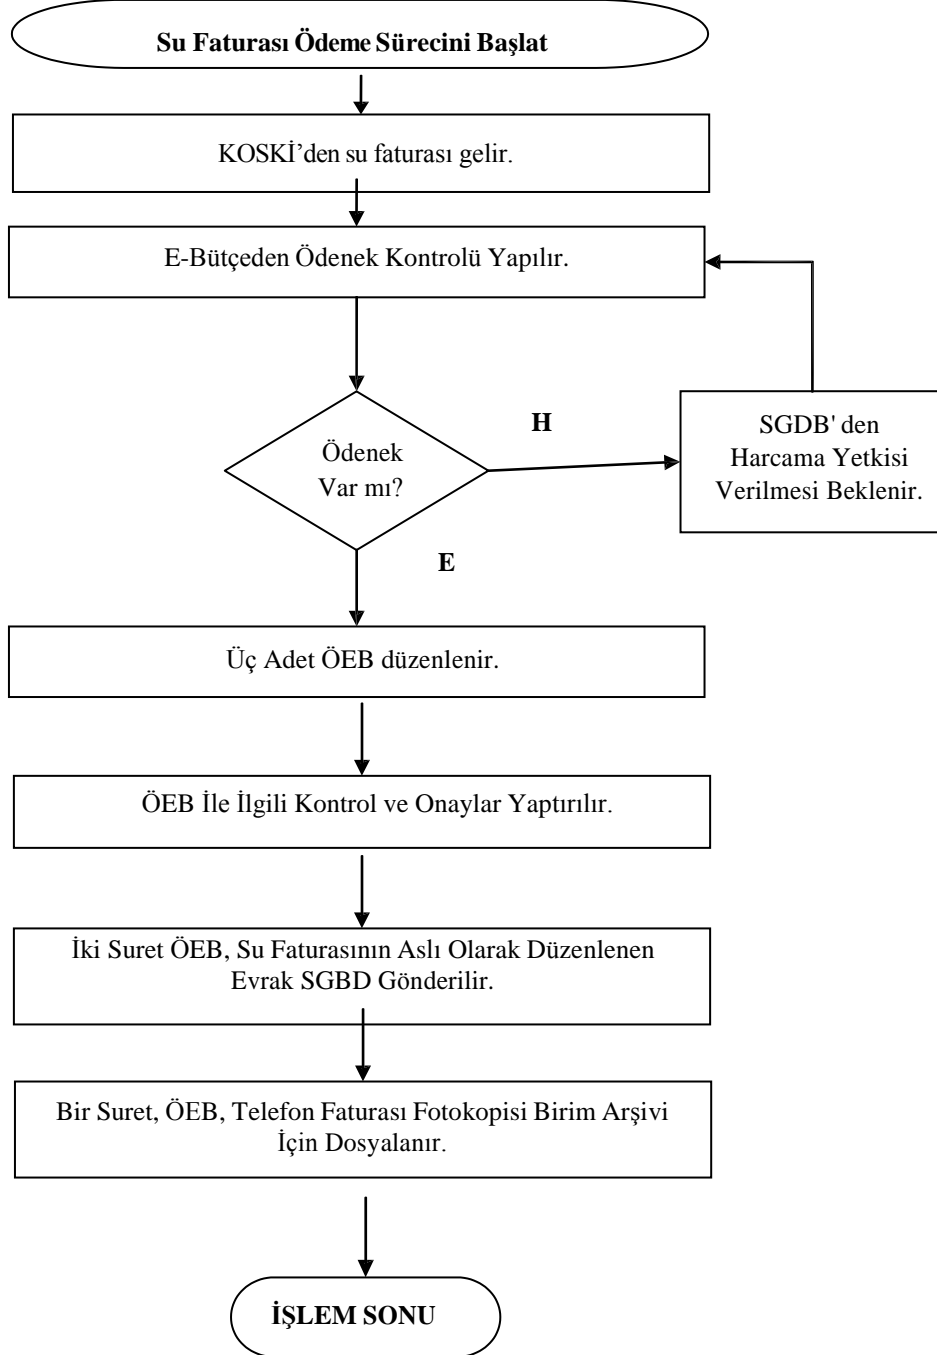 Su Faturası Ödeme Sürecini Başlat
KOSKİ’den su faturası gelir.
E-Bütçeden Ödenek Kontrolü Yapılır.
Ödenek
Var mı?
H
SGDB' den
Harcama Yetkisi
Verilmesi Beklenir.
E
Üç Adet ÖEB düzenlenir.
ÖEB İle İlgili Kontrol ve Onaylar Yaptırılır.
İki Suret ÖEB, Su Faturasının Aslı Olarak Düzenlenen
Evrak SGBD Gönderilir.
Bir Suret, ÖEB, Telefon Faturası Fotokopisi Birim Arşivi
İçin Dosyalanır.
İŞLEM SONU